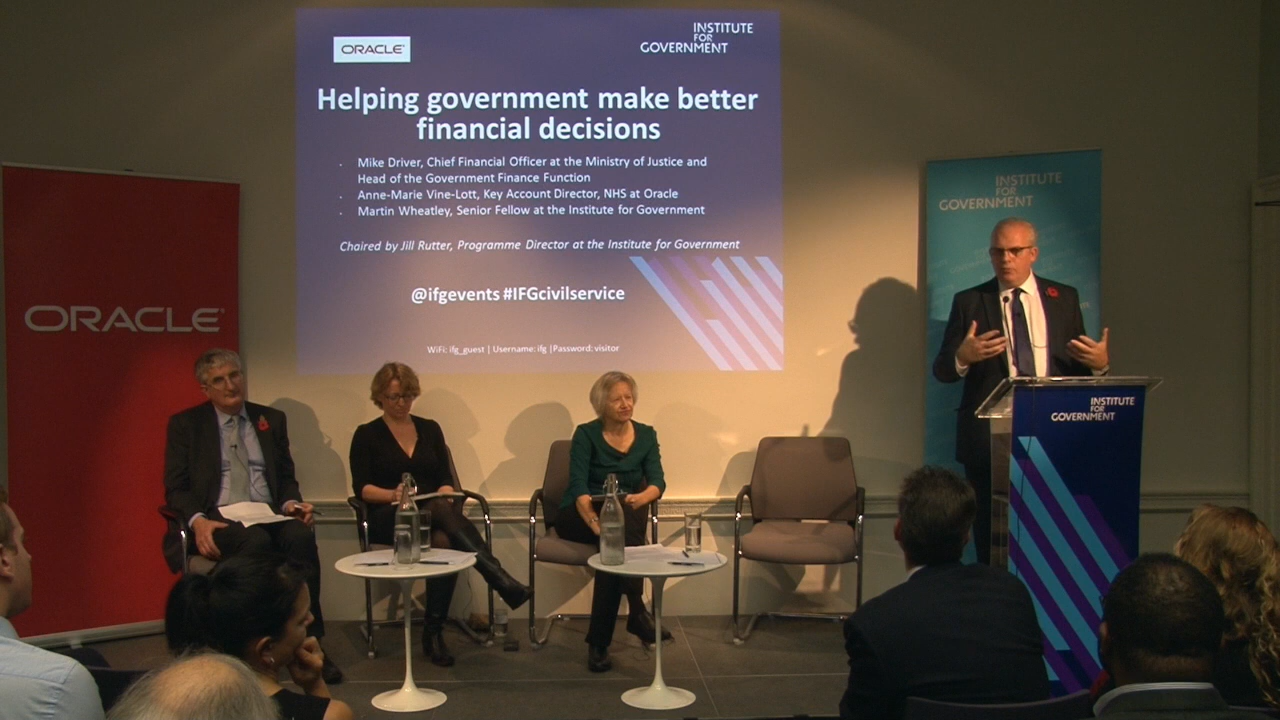 ORACLE
INSTITUTE
FOR
GOVERNMENT
Helping government make better
financial decisions
· Mike Driver, Chief Financial Officer at the Ministry of Justice and
Head of the Government Finance Function
· Anne-Marie Vine-Lott, Key Account Director, NHS at Oracle
· Martin Wheatley, Senior Fellow at the Institute for Government
Chaired by Jill Rutter, Programme Director at the Institute for Government
@ifgevents #IFGcivilservice
WiFi: ifg_guest | Username: ifg |Password: visitor
ORACLE
INSTITUTE
FOR
GOVERNMENT
INSTITUTE
FOR
GOVERNMENT